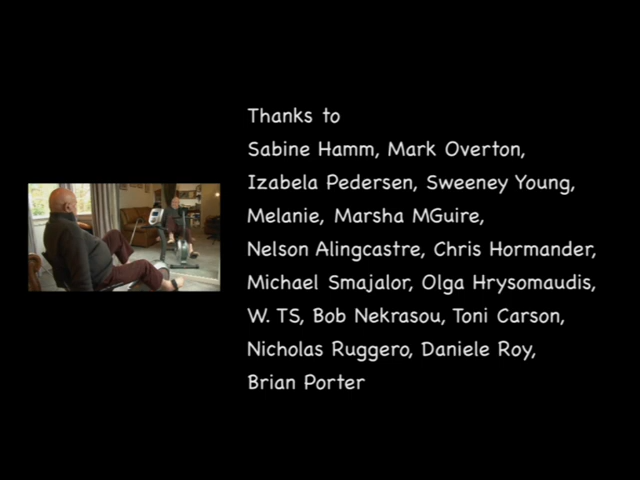 Thanks to
Sabine Hamm, Mark Overton,
Izabela Pedersen, Sweeney Young,
Melanie, Marsha MGuire,
Nelson Alingcastre, Chris Hormander,
Michael Smajalor, Olga Hrysomaudis,
W. TS, Bob Nekrasou, Toni Carson,
Nicholas Ruggero, Daniele Roy,
Brian Porter